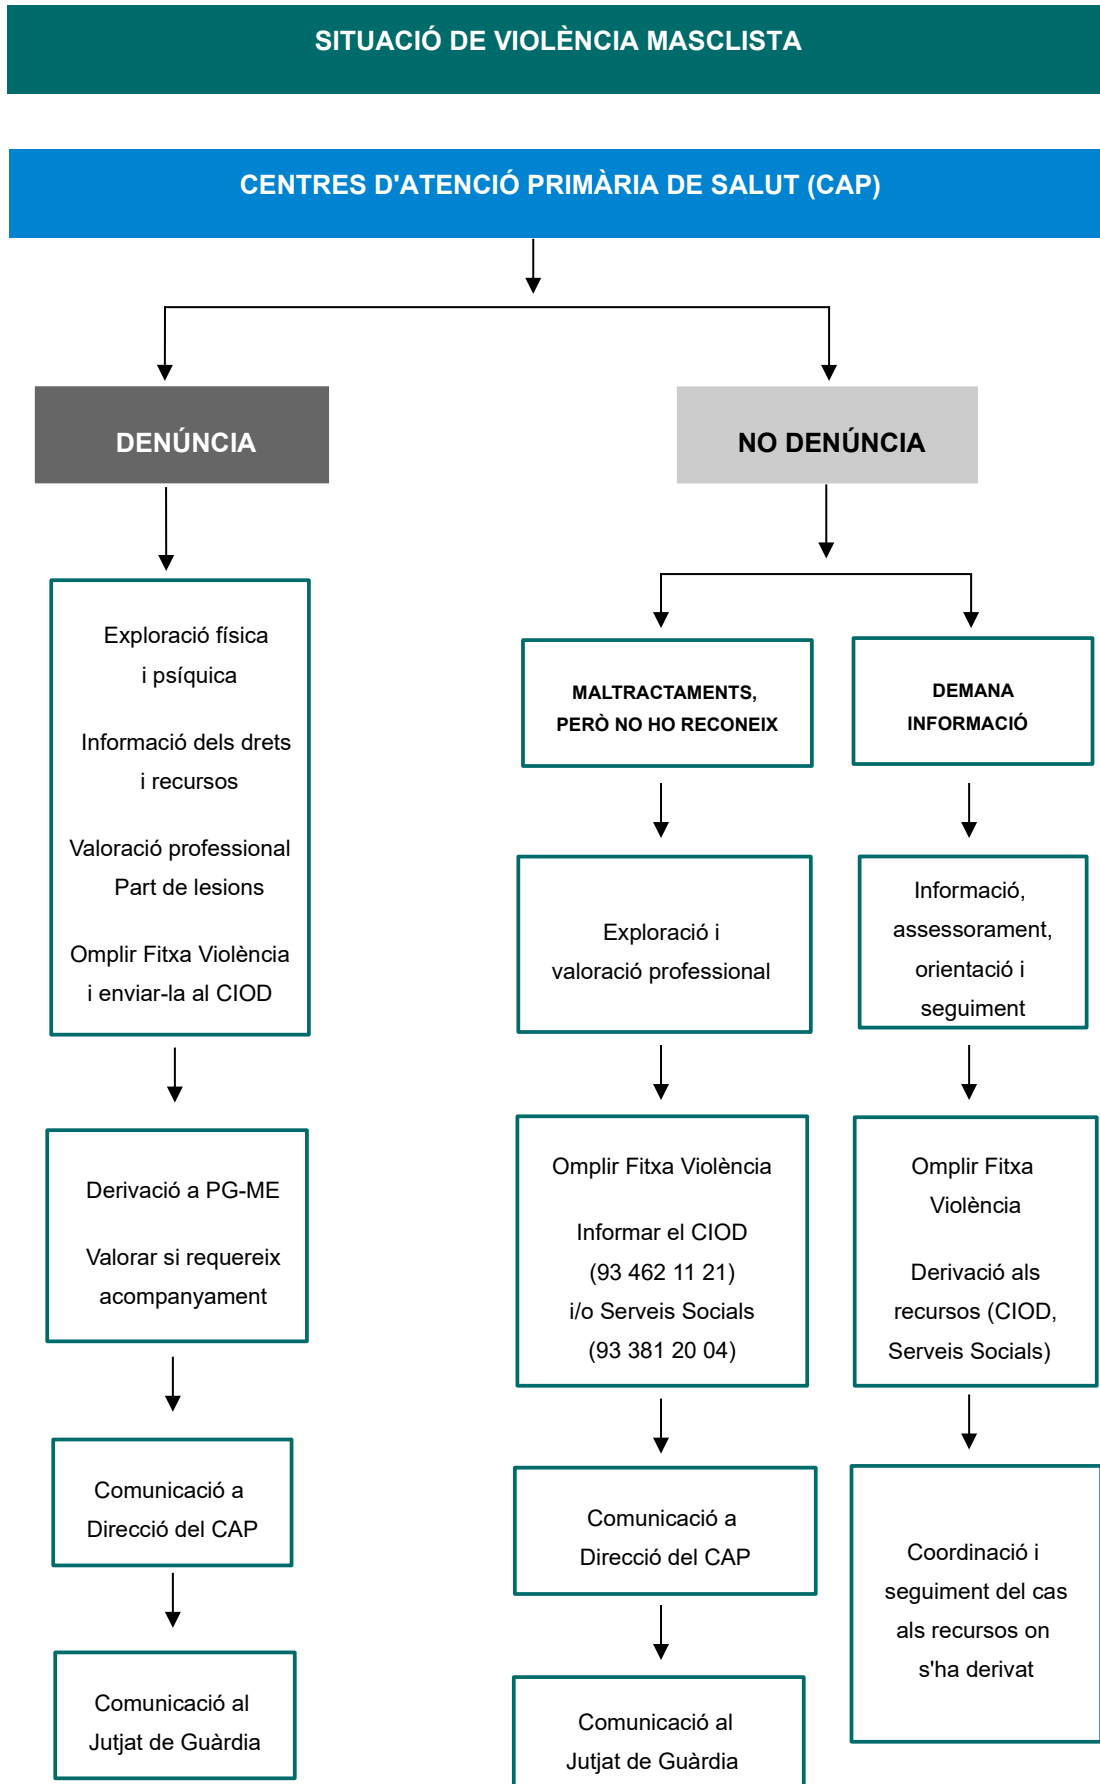 SITUACIÓ DE VIOLÈNCIA MASCLISTA
CENTRES D'ATENCIÓ PRIMÀRIA DE SALUT (CAP)
DENÚNCIA
Exploració física
i psíquica
Informació dels drets
i recursos
Valoració professional
Part de lesions
Omplir Fitxa Violència
i enviar-la al CIOD
Derivació a PG-ME
Valorar si requereix
acompanyament
Comunicació a
Direcció del CAP
Comunicació al
Jutjat de Guàrdia
NO DENÚNCIA
MALTRACTAMENTS,
PERÒ NO HO RECONEIX
Exploració i
valoració professional
Omplir Fitxa Violència
Informar el CIOD
(93 462 11 21)
i/o Serveis Socials
(93 381 20 04)
Comunicació a
Direcció del CAP
Comunicació al
Jutjat de Guàrdia
DEMANA
INFORMACIÓ
Informació,
assessorament,
orientació i
seguiment
Omplir Fitxa
Violència
Derivació als
recursos (CIOD,
Serveis Socials)
Coordinació i
seguiment del cas
als recursos on
s'ha derivat